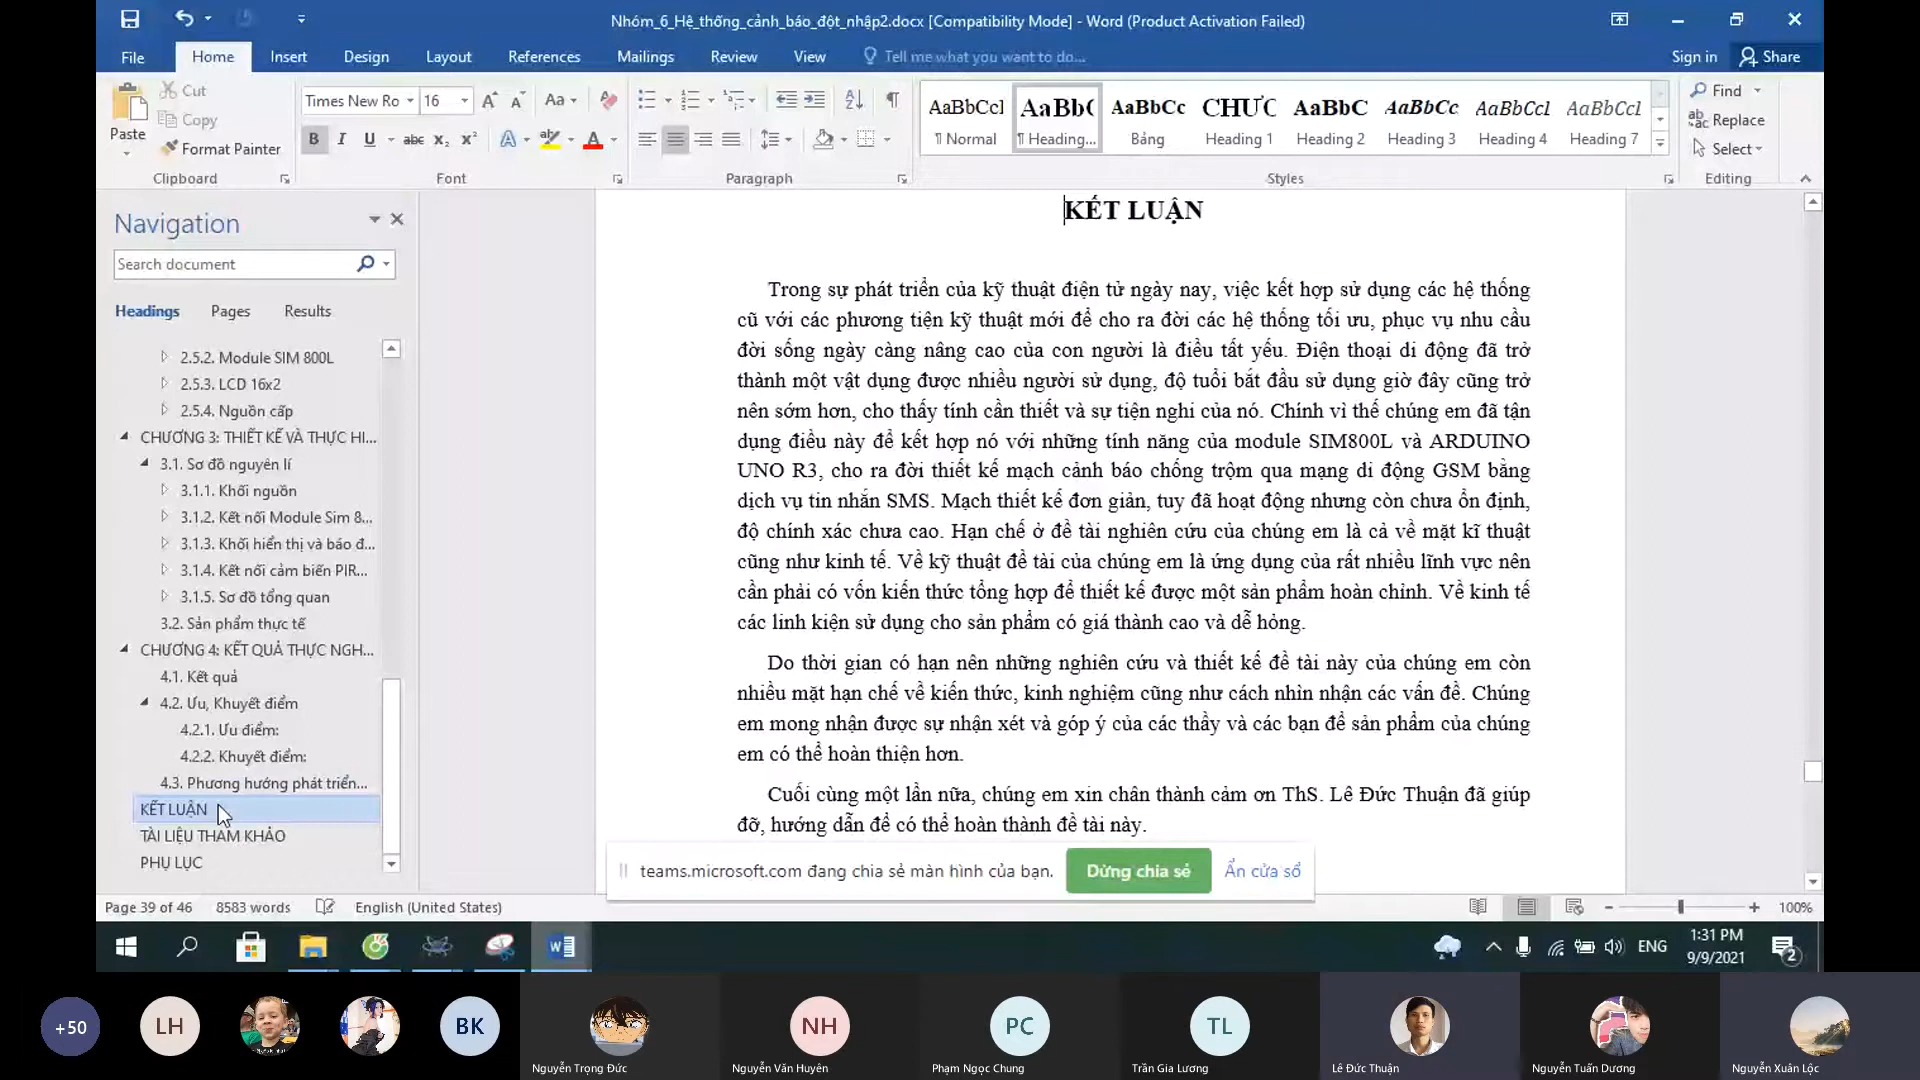 Nhóm_6_Hệ_thống_cảnh_báo_đột_nhập2.docx [Compatibility Mode] - Word (Product Activation Failed)
File Home Insert Design Layout References Mailings Review View Tell me what you want to do... Sign in Share
Paste
Cut
Copy
Format Painter
Times New Ro 16
AaBbCcI AaBb( AaBbCc CHƯC AaBbC AaBbCc AaBbCcI AaBbCcI
¶ Normal ¶ Heading... Bảng Heading 1 Heading 2 Heading 3 Heading 4 Heading 7
Find
Replace
Select
Clipboard Font Paragraph Styles Editing
Navigation
Search document
Headings Pages Results
2.5.2. Module SIM 800L
2.5.3. LCD 16x2
2.5.4. Nguồn cấp
CHƯƠNG 3: THIẾT KẾ VÀ THỰC HI...
3.1. Sơ đồ nguyên lí
3.1.1. Khối nguồn
3.1.2. Kết nối Module Sim 8...
3.1.3. Khối hiển thị và báo đ...
3.1.4. Kết nối cảm biến PIR...
3.1.5. Sơ đồ tổng quan
3.2. Sản phẩm thực tế
CHƯƠNG 4: KẾT QUẢ THỰC NGH...
4.1. Kết quả
4.2. Ưu, Khuyết điểm
4.2.1. Ưu điểm:
4.2.2. Khuyết điểm:
4.3. Phương hướng phát triển...
KẾT LUẬN
TÀI LIỆU THAM KHẢO
PHỤ LỤC
KẾT LUẬN
Trong sự phát triển của kỹ thuật điện tử ngày nay, việc kết hợp sử dụng các hệ thống
cũ với các phương tiện kỹ thuật mới để cho ra đời các hệ thống tối ưu, phục vụ nhu cầu
đời sống ngày càng nâng cao của con người là điều tất yếu. Điện thoại di động đã trở
thành một vật dụng được nhiều người sử dụng, độ tuổi bắt đầu sử dụng giờ đây cũng trở
nên sớm hơn, cho thấy tính cần thiết và sự tiện nghi của nó. Chính vì thế chúng em đã tận
dụng điều này để kết hợp nó với những tính năng của module SIM800L và ARDUINO
UNO R3, cho ra đời thiết kế mạch cảnh báo chống trộm qua mạng di động GSM bằng
dịch vụ tin nhắn SMS. Mạch thiết kế đơn giản, tuy đã hoạt động nhưng còn chưa ổn định,
độ chính xác chưa cao. Hạn chế ở đề tài nghiên cứu của chúng em là cả về mặt kĩ thuật
cũng như kinh tế. Về kỹ thuật đề tài của chúng em là ứng dụng của rất nhiều lĩnh vực nên
cần phải có vốn kiến thức tổng hợp để thiết kế được một sản phẩm hoàn chỉnh. Về kinh tế
các linh kiện sử dụng cho sản phẩm có giá thành cao và dễ hỏng.
Do thời gian có hạn nên những nghiên cứu và thiết kế đề tài này của chúng em còn
nhiều mặt hạn chế về kiến thức, kinh nghiệm cũng như cách nhìn nhận các vấn đề. Chúng
em mong nhận được sự nhận xét và góp ý của các thầy và các bạn để sản phẩm của chúng
em có thể hoàn thiện hơn.
Cuối cùng một lần nữa, chúng em xin chân thành cảm ơn ThS. Lê Đức Thuận đã giúp
đỡ, hướng dẫn để có thể hoàn thành đề tài này.
teams.microsoft.com đang chia sẻ màn hình của bạn. Dừng chia sẻ Ẩn cửa sổ
Page 39 of 46 8583 words English (United States) 100%
ENG 1:31 PM
9/9/2021 2
+50 LH BK NH PC TL
Nguyễn Trọng Đức Nguyễn Văn Huyên Phạm Ngọc Chung Trần Gia Lương Lê Đức Thuận Nguyễn Tuấn Dương Nguyễn Xuân Lộc